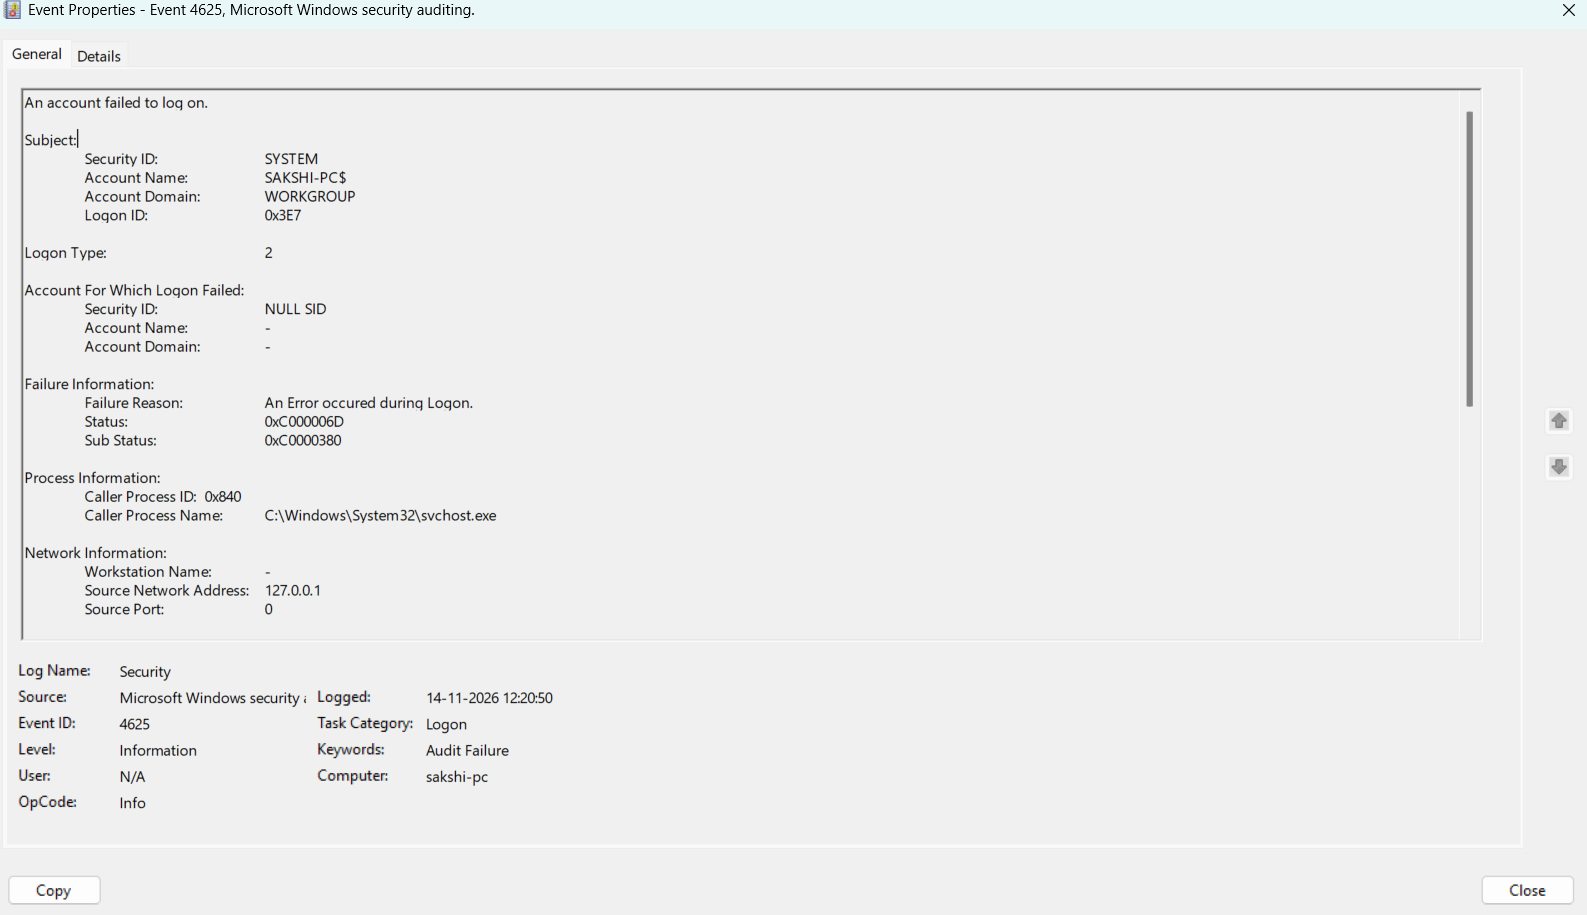 Event Properties - Event 4625, Microsoft Windows security auditing.
General Details
An account failed to log on.
Subject:
Security ID: SYSTEM
Account Name: SAKSHI-PC$
Account Domain: WORKGROUP
Logon ID: 0x3E7
Logon Type: 2
Account For Which Logon Failed:
Security ID: NULL SID
Account Name: -
Account Domain: -
Failure Information:
Failure Reason: An Error occured during Logon.
Status: 0xC000006D
Sub Status: 0xC0000380
Process Information:
Caller Process ID: 0x840
Caller Process Name: C:\Windows\System32\svchost.exe
Network Information:
Workstation Name: -
Source Network Address: 127.0.0.1
Source Port: 0
Log Name: Security
Source: Microsoft Windows security Logged: 14-11-2026 12:20:50
Event ID: 4625 Task Category: Logon
Level: Information Keywords: Audit Failure
User: N/A Computer: sakshi-pc
OpCode: Info
Copy Close